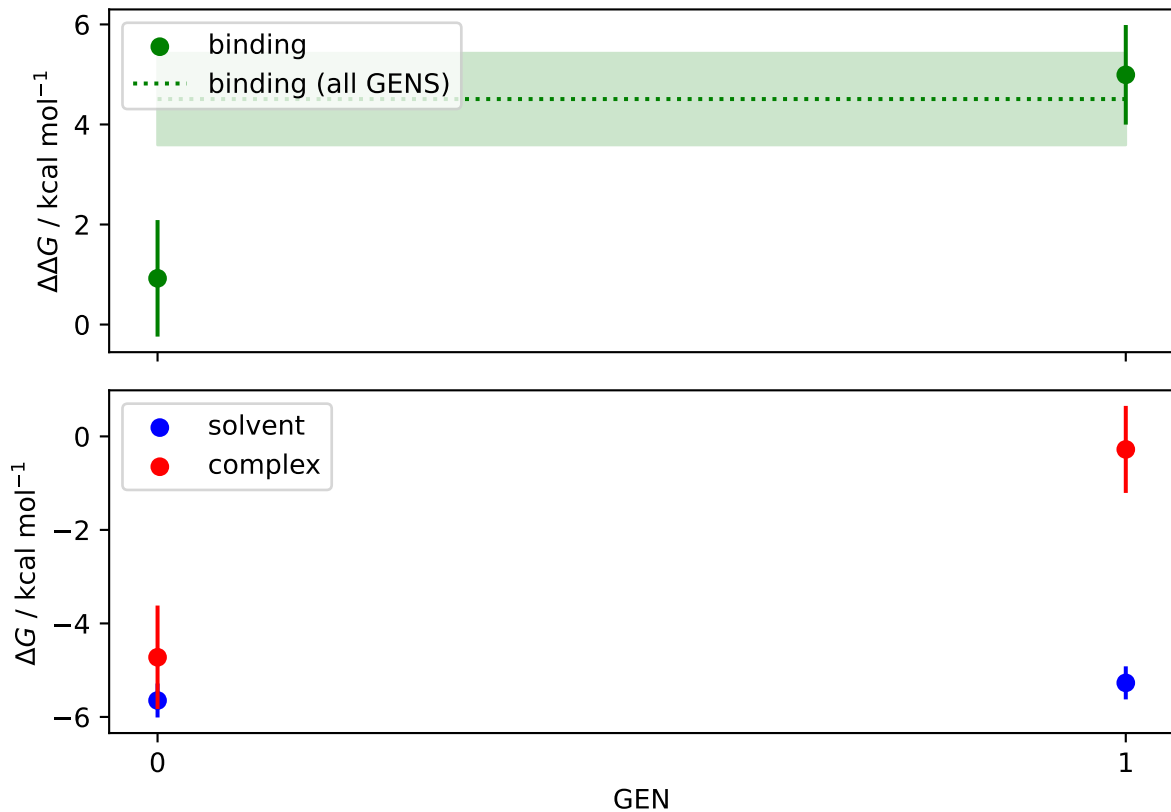 6
4
2
0
ΔΔG / kcal mol⁻¹
binding
binding (all GENS)
0
−2
−4
−6
ΔG / kcal mol⁻¹
solvent
complex
0
1
GEN